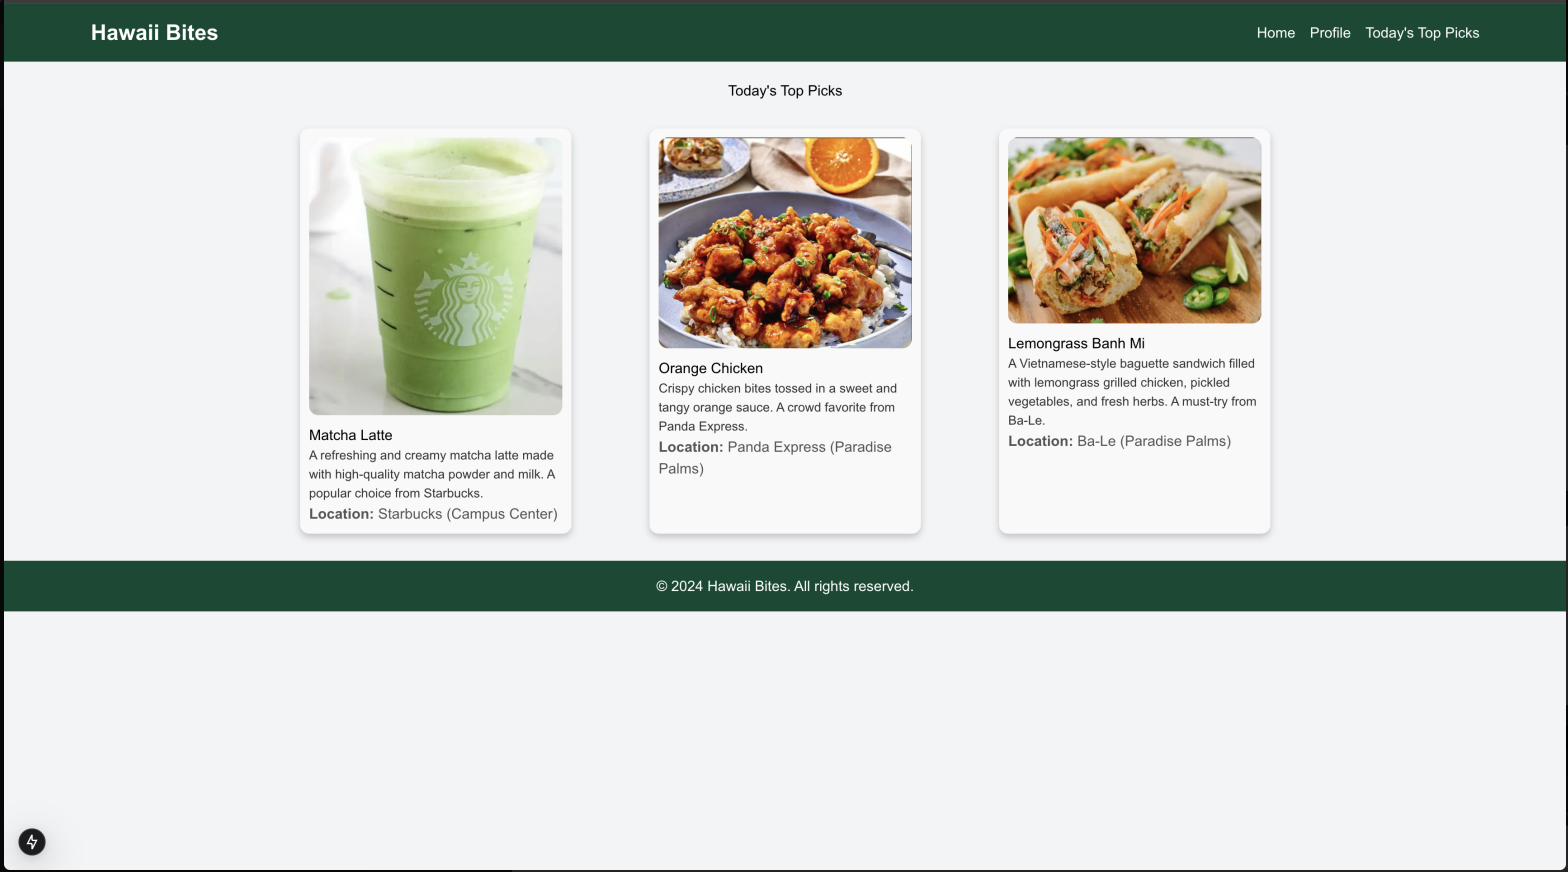 Hawaii Bites
Home Profile Today's Top Picks
Today's Top Picks
Matcha Latte
A refreshing and creamy matcha latte made
with high-quality matcha powder and milk. A
popular choice from Starbucks.
Location: Starbucks (Campus Center)
Orange Chicken
Crispy chicken bites tossed in a sweet and
tangy orange sauce. A crowd favorite from
Panda Express.
Location: Panda Express (Paradise
Palms)
Lemongrass Banh Mi
A Vietnamese-style baguette sandwich filled
with lemongrass grilled chicken, pickled
vegetables, and fresh herbs. A must-try from
Ba-Le.
Location: Ba-Le (Paradise Palms)
© 2024 Hawaii Bites. All rights reserved.